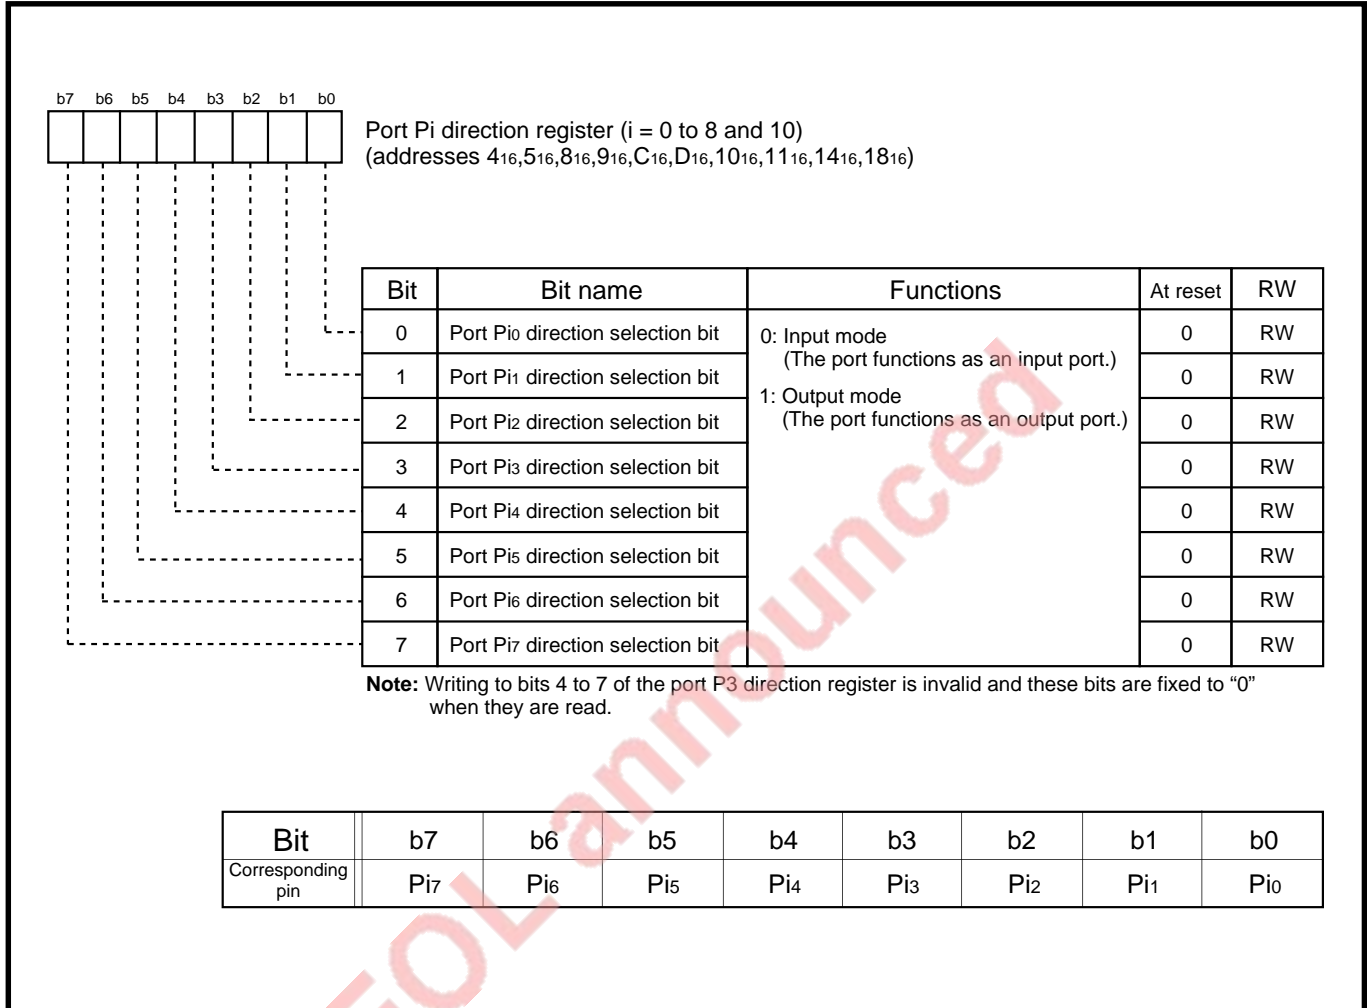 b7 b6 b5 b4 b3 b2 b1 b0
Port Pi direction register (i = 0 to 8 and 10)
(addresses 4₁₆,5₁₆,8₁₆,9₁₆,C₁₆,D₁₆,10₁₆,11₁₆,14₁₆,18₁₆)
Bit Bit name Functions At reset RW
0 Port Pi₀ direction selection bit 0: Input mode 0 RW
(The port functions as an input port.)
1 Port Pi₁ direction selection bit 0 RW
1: Output mode
2 Port Pi₂ direction selection bit (The port functions as an output port.) 0 RW
3 Port Pi₃ direction selection bit 0 RW
4 Port Pi₄ direction selection bit 0 RW
5 Port Pi₅ direction selection bit 0 RW
6 Port Pi₆ direction selection bit 0 RW
7 Port Pi₇ direction selection bit 0 RW
Note: Writing to bits 4 to 7 of the port P3 direction register is invalid and these bits are fixed to “0”
when they are read.
Bit b7 b6 b5 b4 b3 b2 b1 b0
Corresponding
pin Pi₇ Pi₆ Pi₅ Pi₄ Pi₃ Pi₂ Pi₁ Pi₀
EOL announced